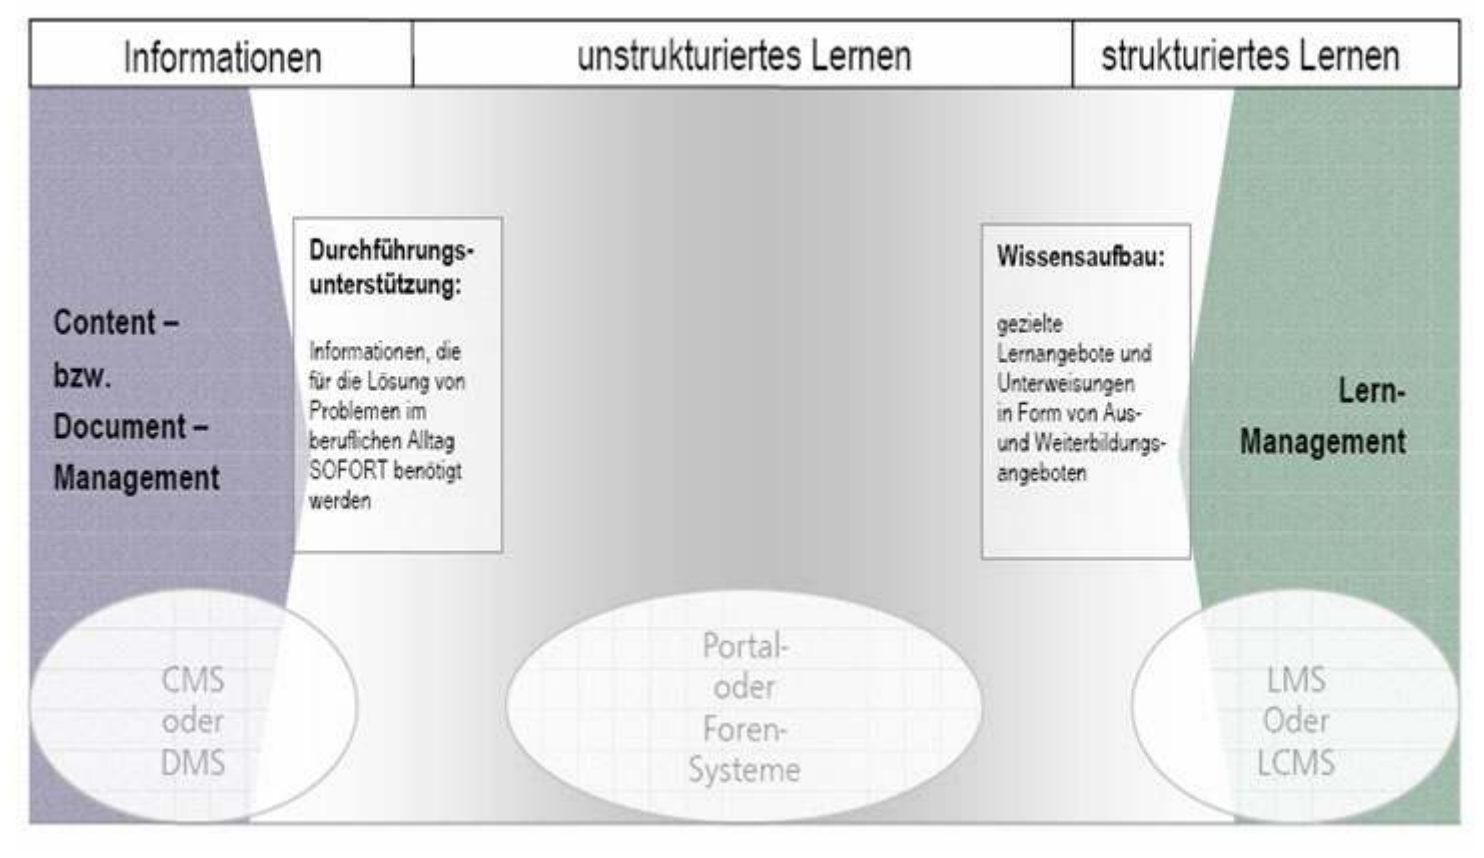 Informationen
unstrukturiertes Lernen
strukturiertes Lernen
Content –
bzw.
Document –
Management
Durchführungs-
unterstützung:
Informationen, die
für die Lösung von
Problemen im
beruflichen Alltag
SOFORT benötigt
werden
Wissensaufbau:
gezielte
Lernangebote und
Unterweisungen
in Form von Aus-
und Weiterbildungs-
angeboten
Lern-
Management
CMS
oder
DMS
Portal-
oder
Foren-
Systeme
LMS
Oder
LCMS